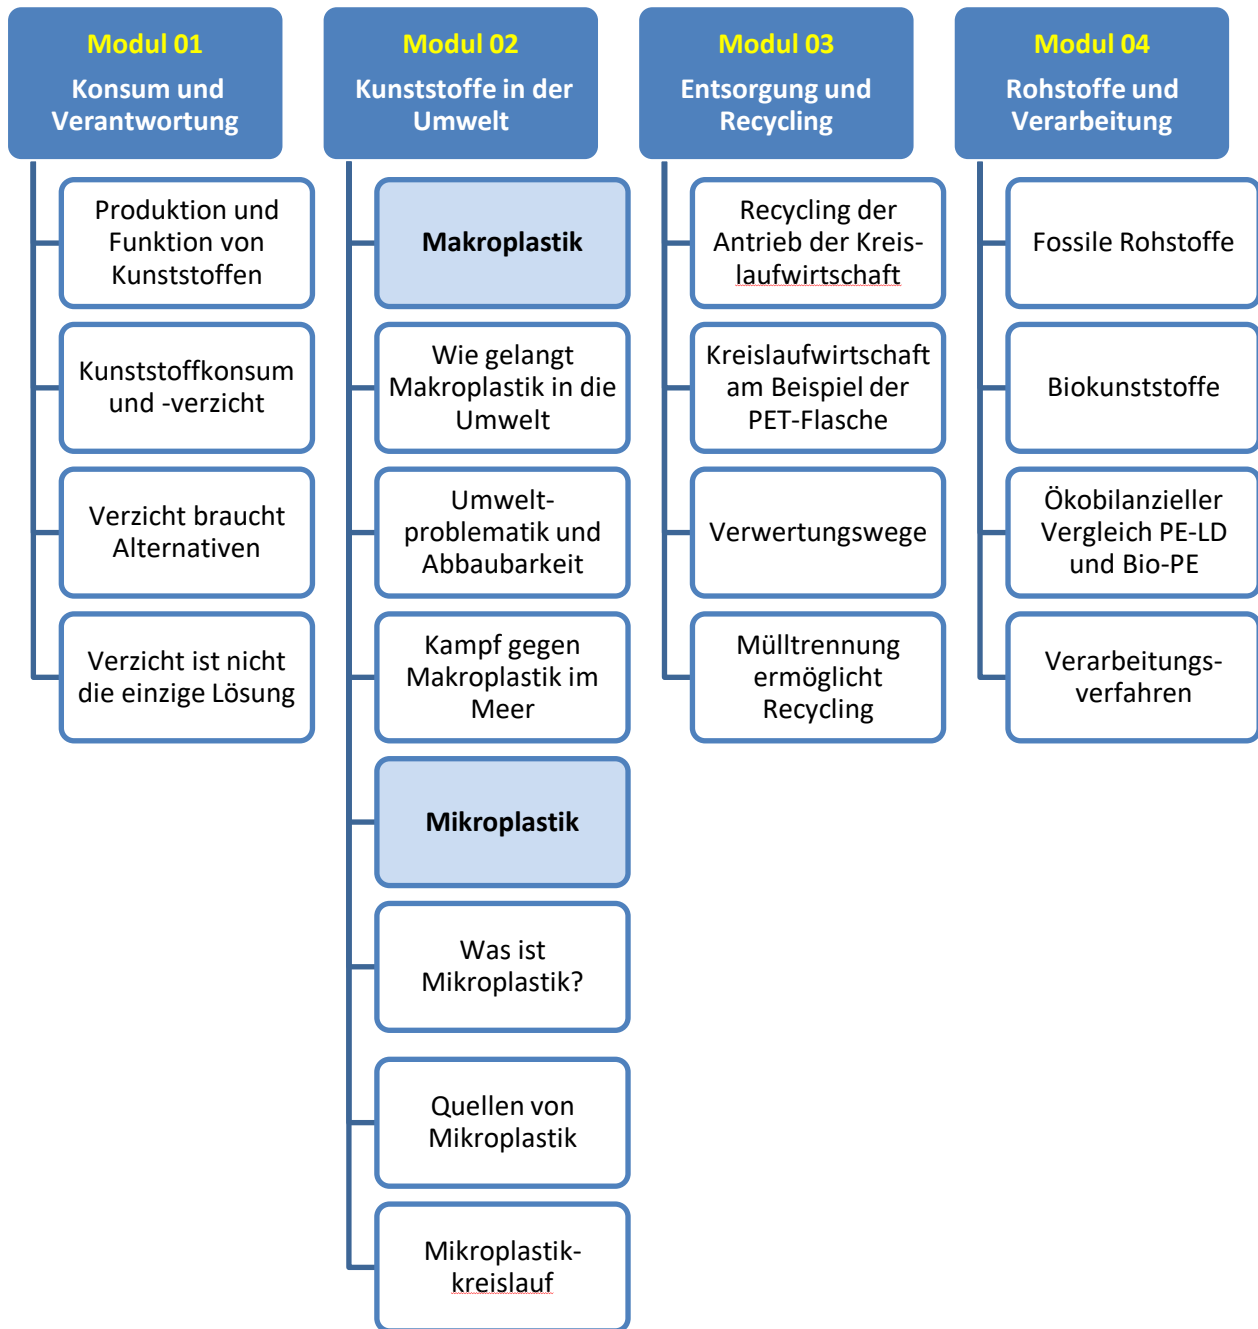 Modul 01
Konsum und
Verantwortung
Produktion und
Funktion von
Kunststoffen
Kunststoffkonsum
und -verzicht
Verzicht braucht
Alternativen
Verzicht ist nicht
die einzige Lösung
Modul 02
Kunststoffe in der
Umwelt
Makroplastik
Wie gelangt
Makroplastik in die
Umwelt
Umwelt-
problematik und
Abbaubarkeit
Kampf gegen
Makroplastik im
Meer
Mikroplastik
Was ist
Mikroplastik?
Quellen von
Mikroplastik
Mikroplastik-
kreislauf
Modul 03
Entsorgung und
Recycling
Recycling der
Antrieb der Kreis-
laufwirtschaft
Kreislaufwirtschaft
am Beispiel der
PET-Flasche
Verwertungswege
Mülltrennung
ermöglicht
Recycling
Modul 04
Rohstoffe und
Verarbeitung
Fossile Rohstoffe
Biokunststoffe
Ökobilanzieller
Vergleich PE-LD
und Bio-PE
Verarbeitungs-
verfahren